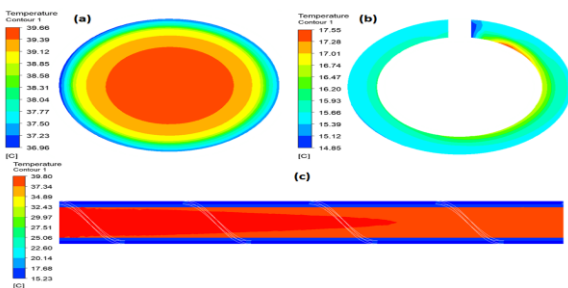 Temperature
Contour 1
39.66
39.39
39.12
38.85
38.58
38.31
38.04
37.77
37.50
37.23
36.96
[C]
(a)
Temperature
Contour 1
17.55
17.28
17.01
16.74
16.47
16.20
15.93
15.66
15.39
15.12
14.85
[C]
(b)
Temperature
Contour 1
39.80
37.34
34.89
32.43
29.97
27.51
25.06
22.60
20.14
17.68
15.23
[C]
(c)